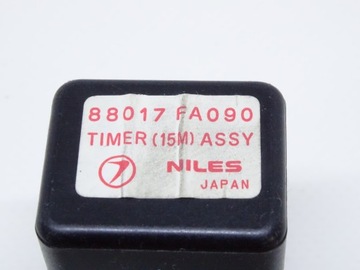 88017 FA090
TIMER(15M) ASSY
NILES
JAPAN